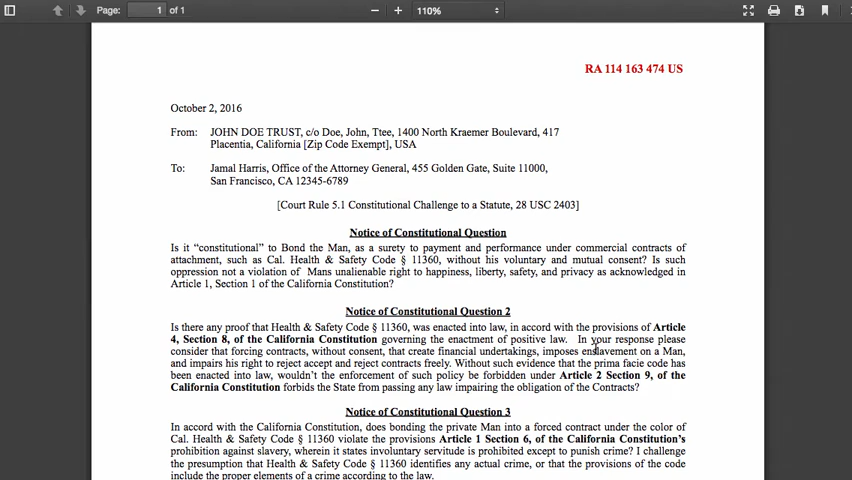 Page: 1 of 1 110%
RA 114 163 474 US
October 2, 2016
From: JOHN DOE TRUST, c/o Doe, John, Ttee, 1400 North Kraemer Boulevard, 417
Placentia, California [Zip Code Exempt], USA
To: Jamal Harris, Office of the Attorney General, 455 Golden Gate, Suite 11000,
San Francisco, CA 12345-6789
[Court Rule 5.1 Constitutional Challenge to a Statute, 28 USC 2403]
Notice of Constitutional Question
Is it “constitutional” to Bond the Man, as a surety to payment and performance under commercial contracts of
attachment, such as Cal. Health & Safety Code § 11360, without his voluntary and mutual consent? Is such
oppression not a violation of Mans unalienable right to happiness, liberty, safety, and privacy as acknowledged in
Article 1, Section 1 of the California Constitution?
Notice of Constitutional Question 2
Is there any proof that Health & Safety Code § 11360, was enacted into law, in accord with the provisions of Article
4, Section 8, of the California Constitution governing the enactment of positive law. In your response please
consider that forcing contracts, without consent, that create financial undertakings, imposes enslavement on a Man,
and impairs his right to reject accept and reject contracts freely. Without such evidence that the prima facie code has
been enacted into law, wouldn’t the enforcement of such policy be forbidden under Article 2 Section 9, of the
California Constitution forbids the State from passing any law impairing the obligation of the Contracts?
Notice of Constitutional Question 3
In accord with the California Constitution, does bonding the private Man into a forced contract under the color of
Cal. Health & Safety Code § 11360 violate the provisions Article 1 Section 6, of the California Constitution’s
prohibition against slavery, wherein it states involuntary servitude is prohibited except to punish crime? I challenge
the presumption that Health & Safety § 11360 identifies any actual crime, or that the provisions of the code
include the proper elements of a crime according to the law.